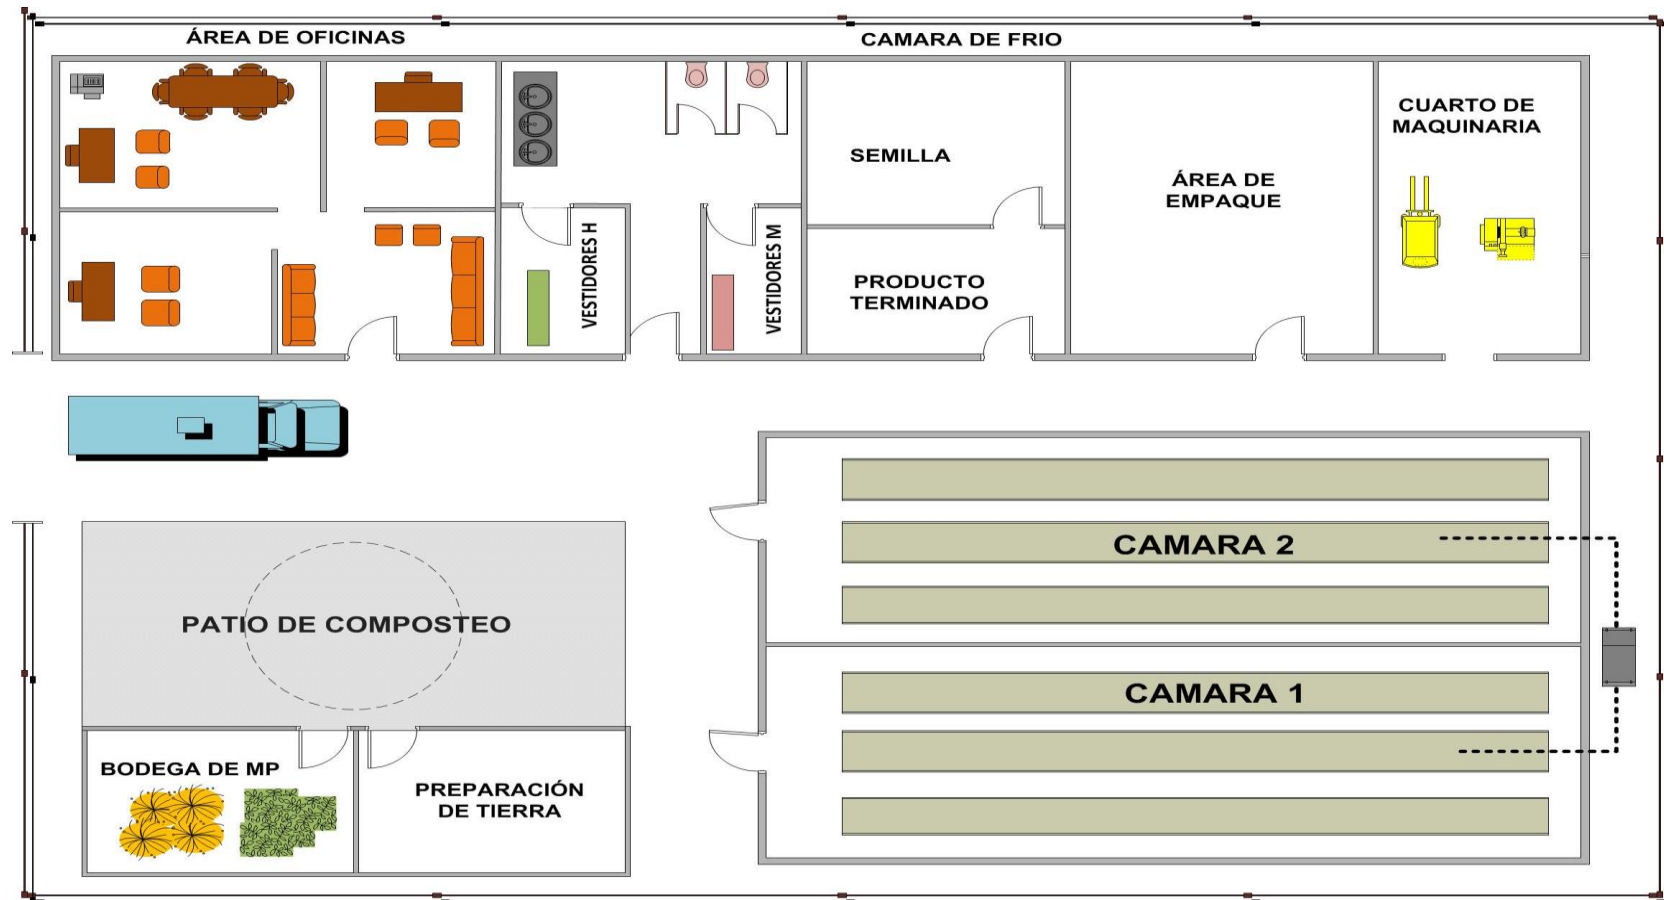 ÁREA DE OFICINAS
CAMARA DE FRIO
CUARTO DE
MAQUINARIA
SEMILLA
ÁREA DE
EMPAQUE
VESTIDORES H
VESTIDORES M
PRODUCTO
TERMINADO
CAMARA 2
PATIO DE COMPOSTEO
CAMARA 1
BODEGA DE MP
PREPARACIÓN
DE TIERRA